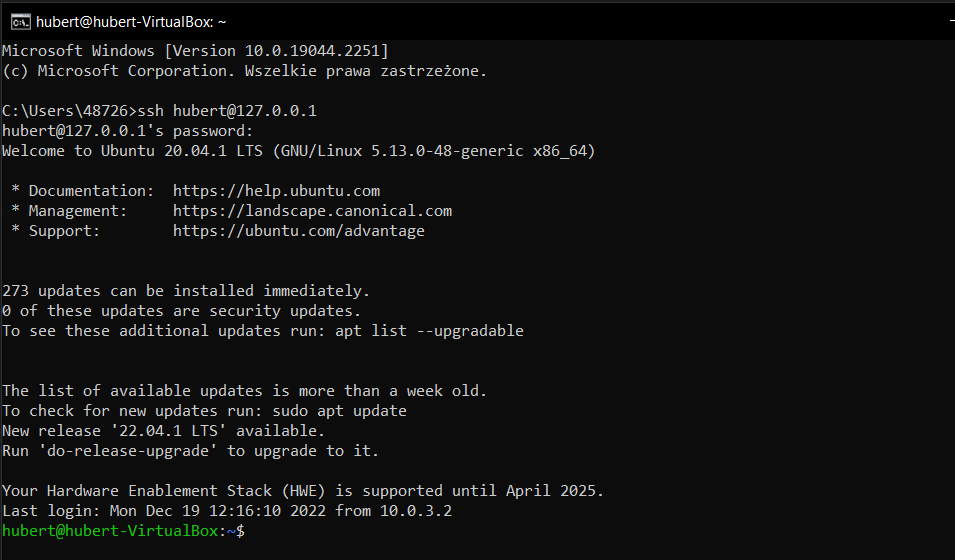 hubert@hubert-VirtualBox: ~
Microsoft Windows [Version 10.0.19044.2251]
(c) Microsoft Corporation. Wszelkie prawa zastrzeżone.
C:\Users\48726>ssh hubert@127.0.0.1
hubert@127.0.0.1's password:
Welcome to Ubuntu 20.04.1 LTS (GNU/Linux 5.13.0-48-generic x86_64)
* Documentation:  https://help.ubuntu.com
* Management:     https://landscape.canonical.com
* Support:        https://ubuntu.com/advantage
273 updates can be installed immediately.
0 of these updates are security updates.
To see these additional updates run: apt list --upgradable
The list of available updates is more than a week old.
To check for new updates run: sudo apt update
New release '22.04.1 LTS' available.
Run 'do-release-upgrade' to upgrade to it.
Your Hardware Enablement Stack (HWE) is supported until April 2025.
Last login: Mon Dec 19 12:16:10 2022 from 10.0.3.2
hubert@hubert-VirtualBox:~$